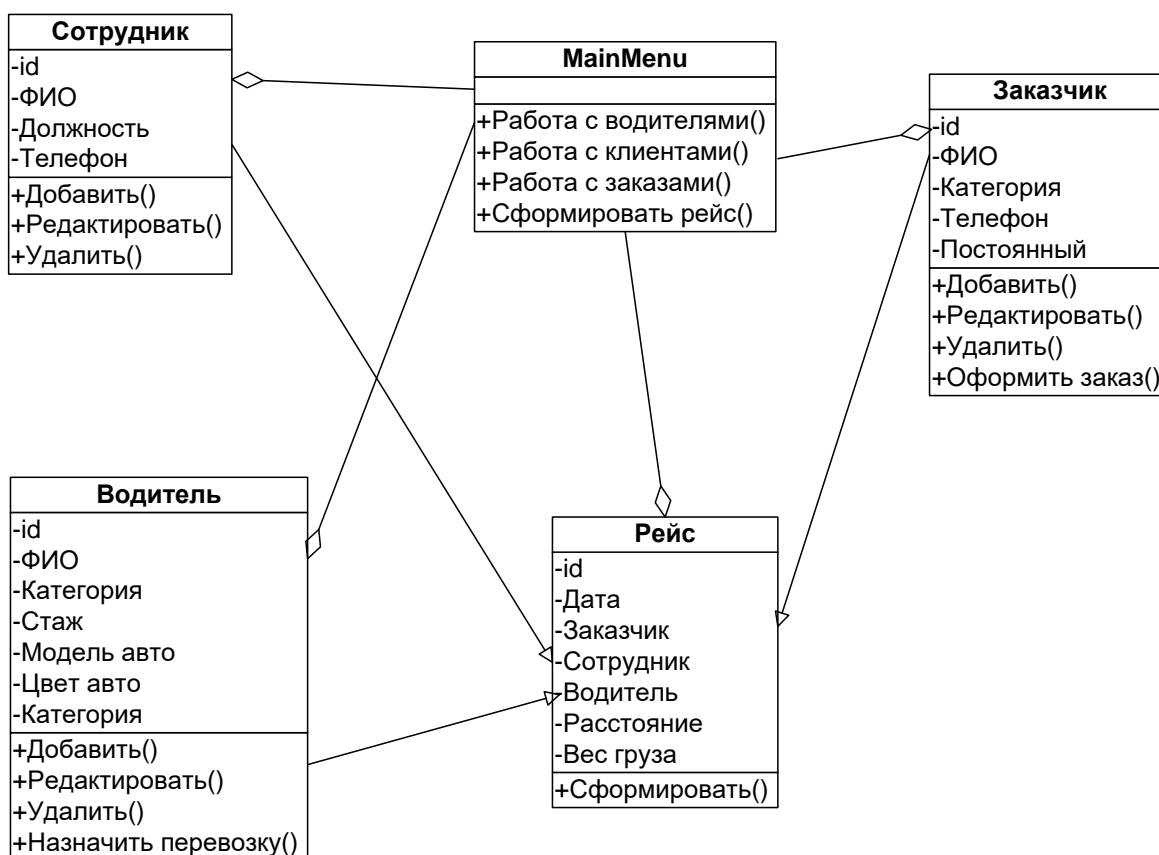 Сотрудник
-id
-ФИО
-Должность
-Телефон
+Добавить()
+Редактировать()
+Удалить()
MainMenu
+Работа с водителями()
+Работа с клиентами()
+Работа с заказами()
+Сформировать рейс()
Заказчик
-id
-ФИО
-Категория
-Телефон
-Постоянный
+Добавить()
+Редактировать()
+Удалить()
+Оформить заказ()
Водитель
-id
-ФИО
-Категория
-Стаж
-Модель авто
-Цвет авто
-Категория
+Добавить()
+Редактировать()
+Удалить()
+Назначить перевозку()
Рейс
-id
-Дата
-Заказчик
-Сотрудник
-Водитель
-Расстояние
-Вес груза
+Сформировать()